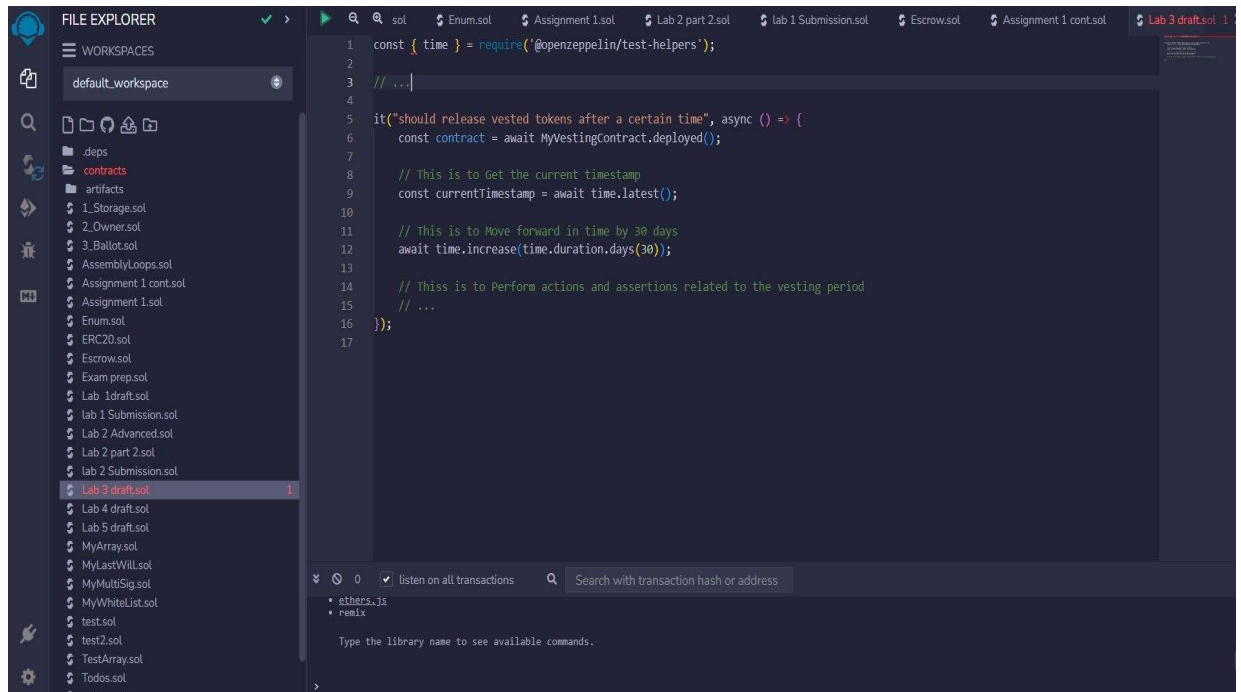 FILE EXPLORER
WORKSPACES
default_workspace
.deps
contracts
artifacts
1_Storage.sol
2_Owner.sol
3_Ballot.sol
AssemblyLoops.sol
Assignment 1 cont.sol
Assignment 1.sol
Enum.sol
ERC20.sol
Escrow.sol
Exam prep.sol
Lab 1draft.sol
lab 1 Submission.sol
Lab 2 Advanced.sol
Lab 2 part 2.sol
lab 2 Submission.sol
Lab 3 draft.sol 1
Lab 4 draft.sol
Lab 5 draft.sol
MyArray.sol
MyLastWill.sol
MyMultiSig.sol
MyWhiteList.sol
test.sol
test2.sol
TestArray.sol
Todos.sol
sol Enum.sol Assignment 1.sol Lab 2 part 2.sol lab 1 Submission.sol Escrow.sol Assignment 1 cont.sol Lab 3 draft.sol 1
1 const { time } = require('@openzeppelin/test-helpers');
2
3 // ...
4
5 it("should release vested tokens after a certain time", async () => {
6 const contract = await MyVestingContract.deployed();
7
8 // This is to Get the current timestamp
9 const currentTimestamp = await time.latest();
10
11 // This is to Move forward in time by 30 days
12 await time.increase(time.duration.days(30));
13
14 // Thiss is to Perform actions and assertions related to the vesting period
15 // ...
16 });
17
0 listen on all transactions Search with transaction hash or address
• ethers.js
• remix
Type the library name to see available commands.
>